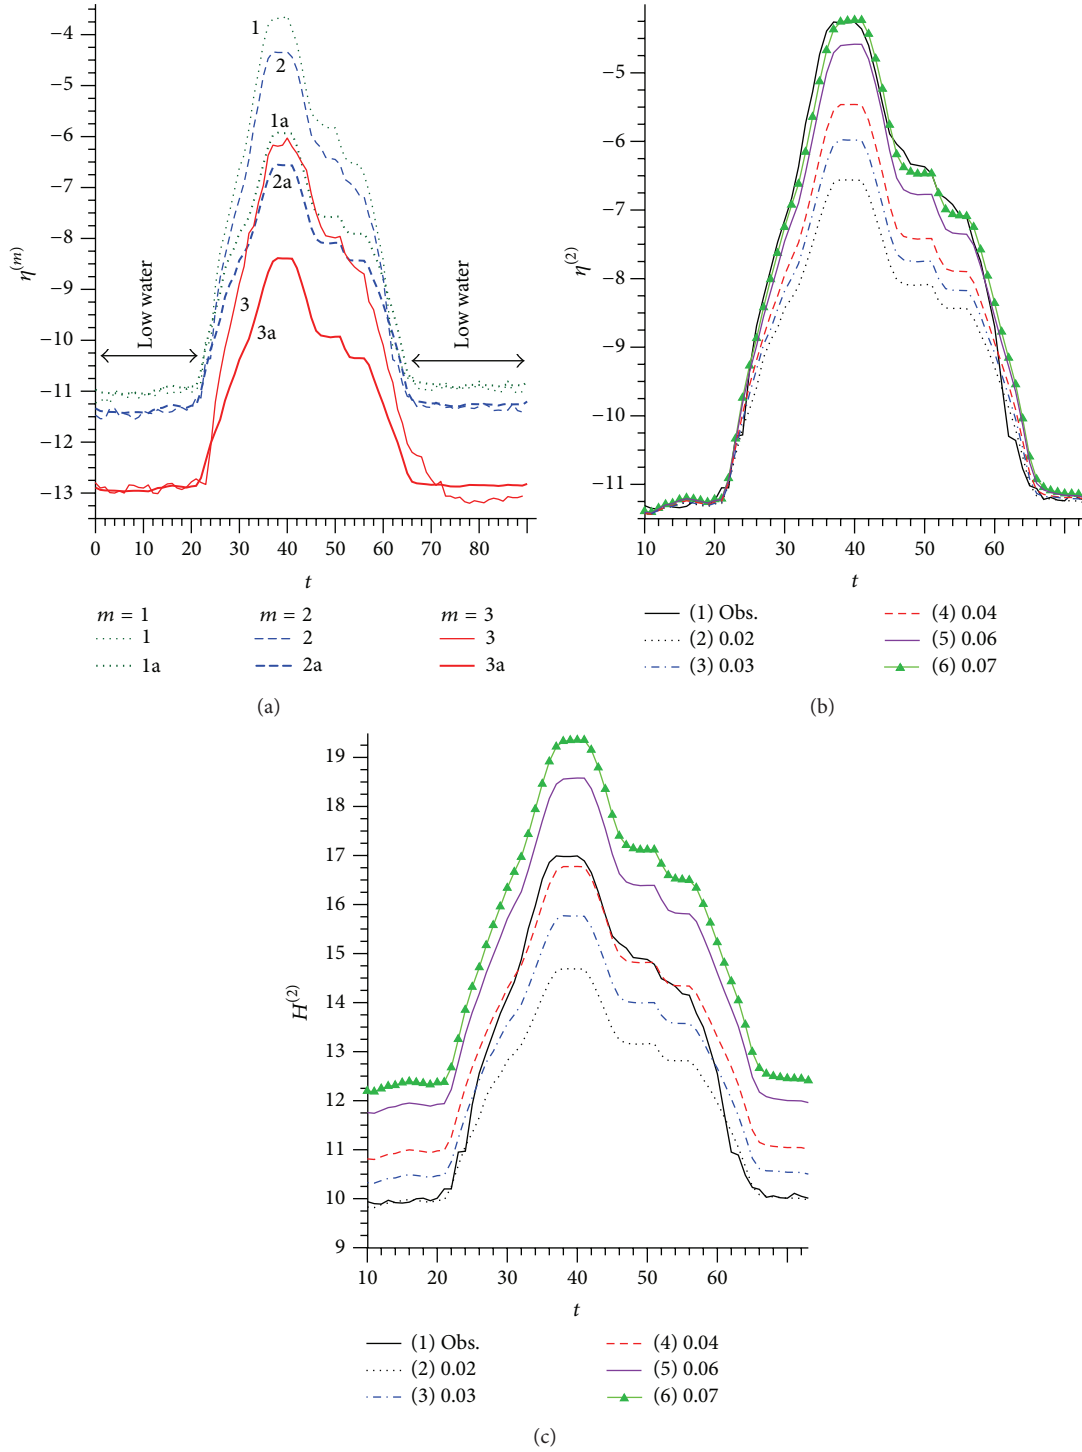 −4
−5
−6
−7
−8
−9
−10
−11
−12
−13
η(m)
1
2
1a
2a
3
3a
Low water
Low water
0 10 20 30 40 50 60 70 80
t
m = 1 m = 2 m = 3
1 2 3
1a 2a 3a
(a)
−5
−6
−7
−8
−9
−10
−11
η(2)
10 20 30 40 50 60
t
(1) Obs. (4) 0.04
(2) 0.02 (5) 0.06
(3) 0.03 (6) 0.07
(b)
19
18
17
16
15
14
13
12
11
10
9
H(2)
10 20 30 40 50 60
t
(1) Obs. (4) 0.04
(2) 0.02 (5) 0.06
(3) 0.03 (6) 0.07
(c)